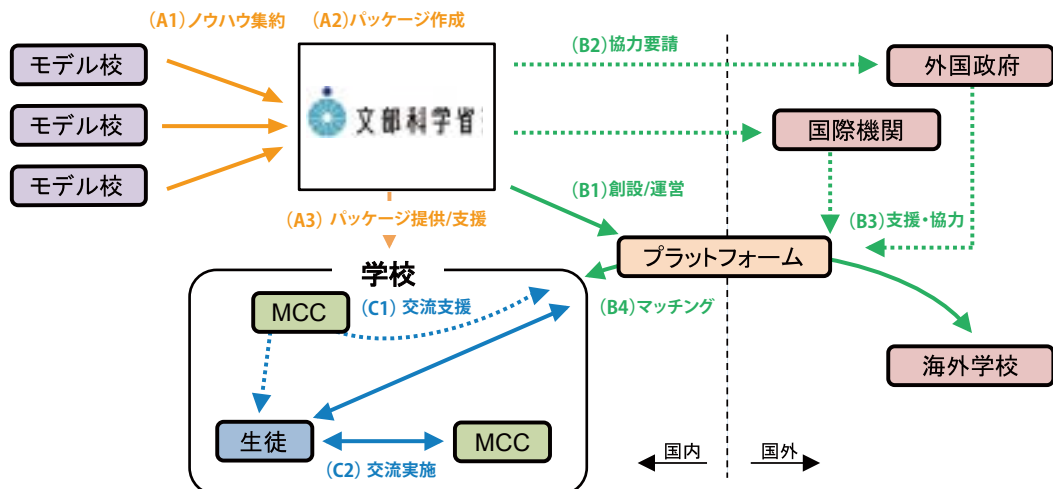 (A1)ノウハウ集約
(A2)パッケージ作成
モデル校
モデル校
モデル校
文部科学省
(B2)協力要請
外国政府
国際機関
(B1)創設/運営
(A3) パッケージ提供/支援
(B3)支援・協力
プラットフォーム
(B4)マッチング
海外学校
学校
MCC
(C1) 交流支援
生徒
MCC
(C2) 交流実施
国内
国外